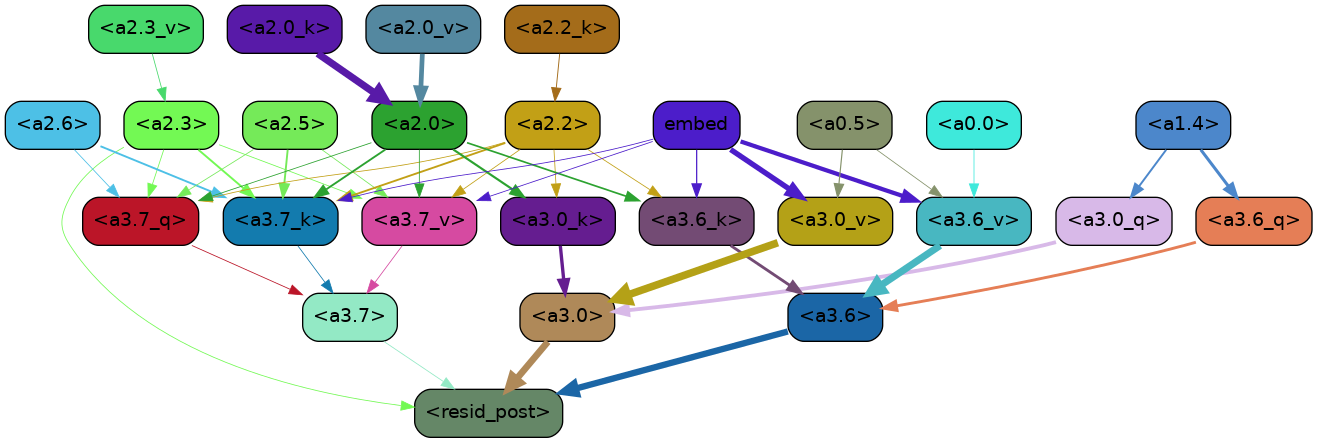 <a2.3_v> <a2.0_k> <a2.0_v> <a2.2_k>
<a2.6> <a2.3> <a2.5> <a2.0> <a2.2> embed <a0.5> <a0.0> <a1.4>
<a3.7_q> <a3.7_k> <a3.7_v> <a3.0_k> <a3.6_k> <a3.0_v> <a3.6_v> <a3.0_q> <a3.6_q>
<a3.7> <a3.0> <a3.6>
<resid_post>